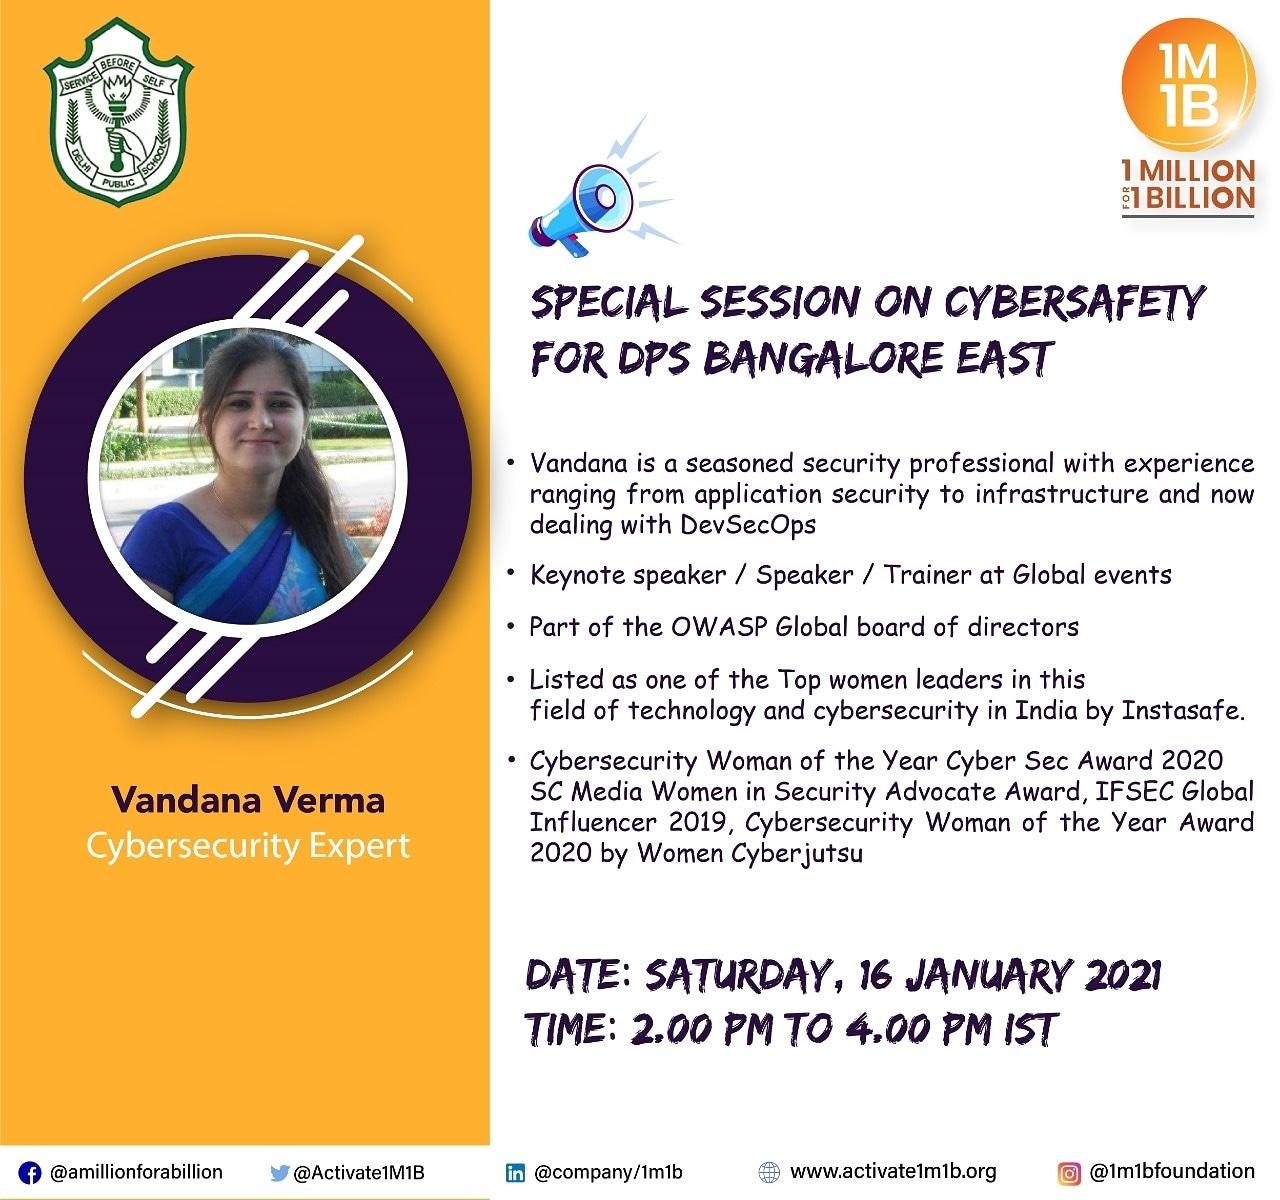 SERVICE BEFORE SELF
DELHI PUBLIC SCHOOL
1M
1B
1 MILLION
FOR
1 BILLION
SPECIAL SESSION ON CYBERSAFETY
FOR DPS BANGALORE EAST
• Vandana is a seasoned security professional with experience
ranging from application security to infrastructure and now
dealing with DevSecOps
• Keynote speaker / Speaker / Trainer at Global events
• Part of the OWASP Global board of directors
• Listed as one of the Top women leaders in this
field of technology and cybersecurity in India by Instasafe.
• Cybersecurity Woman of the Year Cyber Sec Award 2020
SC Media Women in Security Advocate Award, IFSEC Global
Influencer 2019, Cybersecurity Woman of the Year Award
2020 by Women Cyberjutsu
Vandana Verma
Cybersecurity Expert
DATE: SATURDAY, 16 JANUARY 2021
TIME: 2.00 PM TO 4.00 PM IST
@amillionforabillion
@Activate1M1B
@company/1m1b
www.activate1m1b.org
@1m1bfoundation